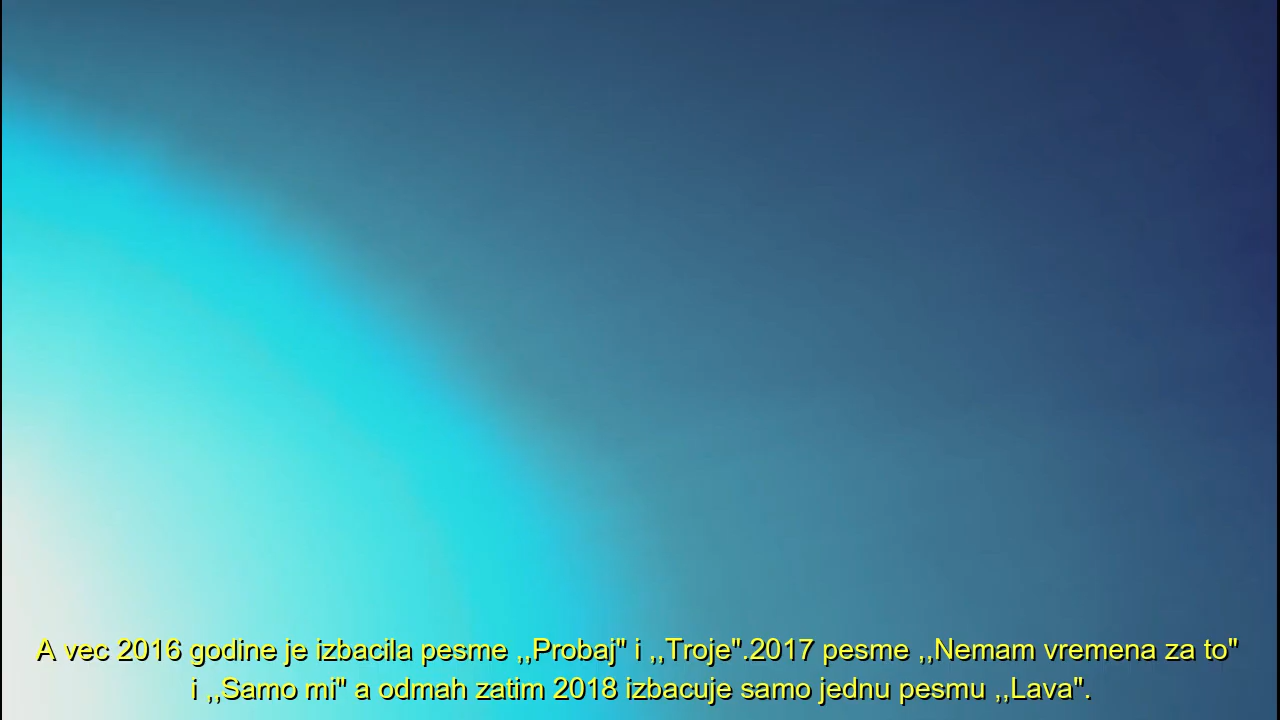 A vec 2016 godine je izbacila pesme ,,Probaj" i ,,Troje".2017 pesme ,,Nemam vremena za to"
i ,,Samo mi" a odmah zatim 2018 izbacuje samo jednu pesmu ,,Lava".